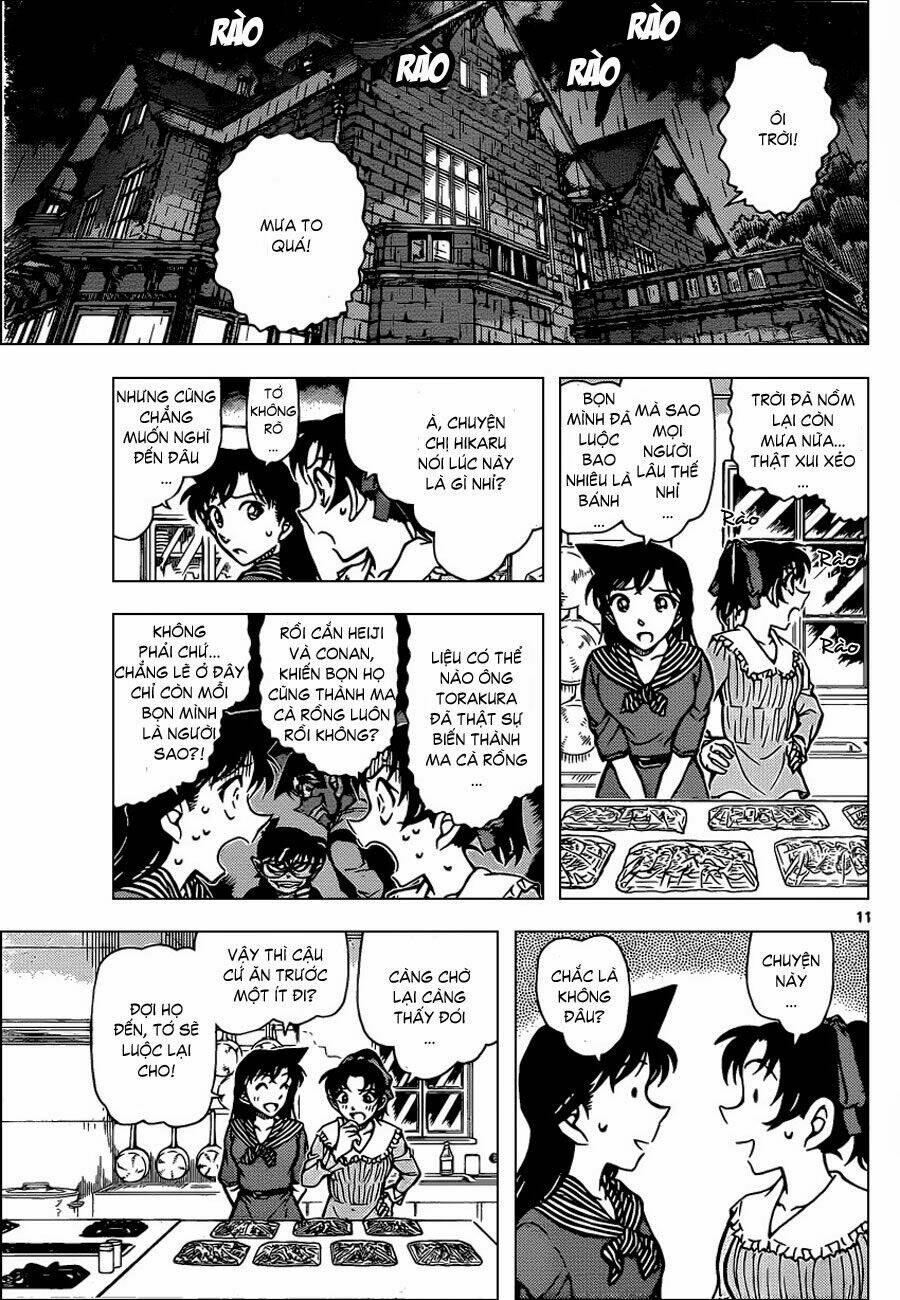 RÀO
RÀO
RÀO
RÀO
ÔI
TRỜI!
MƯA TO
QUÁ!
TRỜI ĐÃ NỒM
LẠI CÒN
MƯA NỮA...
THẬT XUI XẺO
MÀ SAO
MỌI
NGƯỜI
LÂU THẾ
NHỈ
...
BỌN
MÌNH ĐÃ
LUỘC
BAO
NHIÊU LÀ
BÁNH
...
Rào
Rào
Rào
À, CHUYỆN
CHỊ HIKARU
NÓI LÚC NÀY
LÀ GÌ NHỈ?
TỚ
KHÔNG
RÕ
...
NHƯNG CŨNG
CHẲNG
MUỐN NGHĨ
ĐẾN ĐÂU
...
LIỆU CÓ THỂ
NÀO ÔNG
TORAKURA
ĐÃ THẬT SỰ
BIẾN THÀNH
MA CÀ RỒNG
...
RỒI CẮN HEIJI
VÀ CONAN,
KHIẾN BỌN HỌ
CŨNG THÀNH MA
CÀ RỒNG LUÔN
RỒI KHÔNG?
KHÔNG
PHẢI CHỨ...
CHẲNG LẼ Ở ĐÂY
CHỈ CÒN MỖI
BỌN MÌNH
LÀ NGƯỜI
SAO?!
11
CHUYỆN
NÀY
...
CHẮC LÀ
KHÔNG
ĐÂU?
CÀNG CHỜ
LẠI CÀNG
THẤY ĐÓI
...
VẬY THÌ CẬU
CỨ ĂN TRƯỚC
MỘT ÍT ĐI?
ĐỢI HỌ
ĐẾN, TỚ SẼ
LUỘC LẠI
CHO!